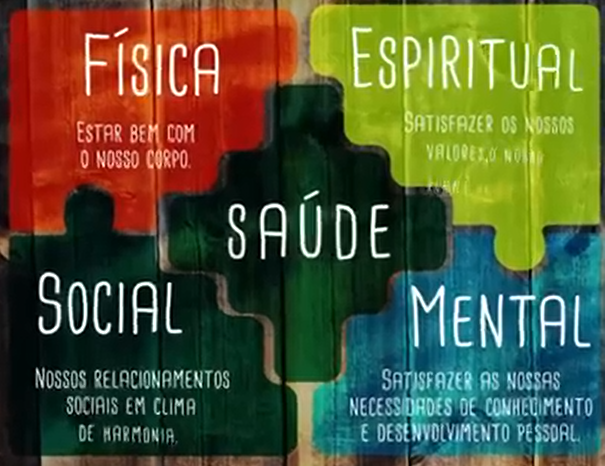 FÍSICA
ESTAR BEM COM
O NOSSO CORPO.
ESPIRITUAL
SATISFAZER OS NOSSOS
VALORES, O NOSSO
SAÚDE
SOCIAL
NOSSOS RELACIONAMENTOS
SOCIAIS EM CLIMA
DE HARMONIA.
MENTAL
SATISFAZER AS NOSSAS
NECESSIDADES DE CONHECIMENTO
E DESENVOLVIMENTO PESSOAL.